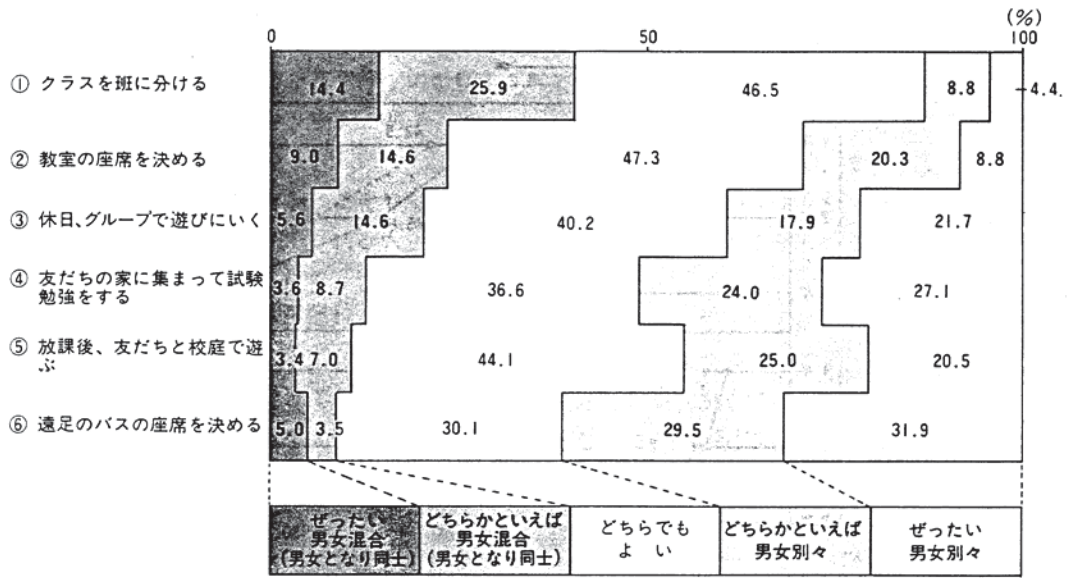 (%)
0 50 100
① クラスを班に分ける 14.4 25.9 46.5 8.8 4.4.
② 教室の座席を決める 9.0 14.6 47.3 20.3 8.8
③ 休日、グループで遊びにいく 5.6 14.6 40.2 17.9 21.7
④ 友だちの家に集まって試験
勉強をする 3.6 8.7 36.6 24.0 27.1
⑤ 放課後、友だちと校庭で遊
ぶ 3.4 7.0 44.1 25.0 20.5
⑥ 遠足のバスの座席を決める 5.0 3.5 30.1 29.5 31.9
ぜったい
男女混合
(男女となり同士)
どちらかといえば
男女混合
(男女となり同士)
どちらでも
よ い
どちらかといえば
男女別々
ぜったい
男女別々